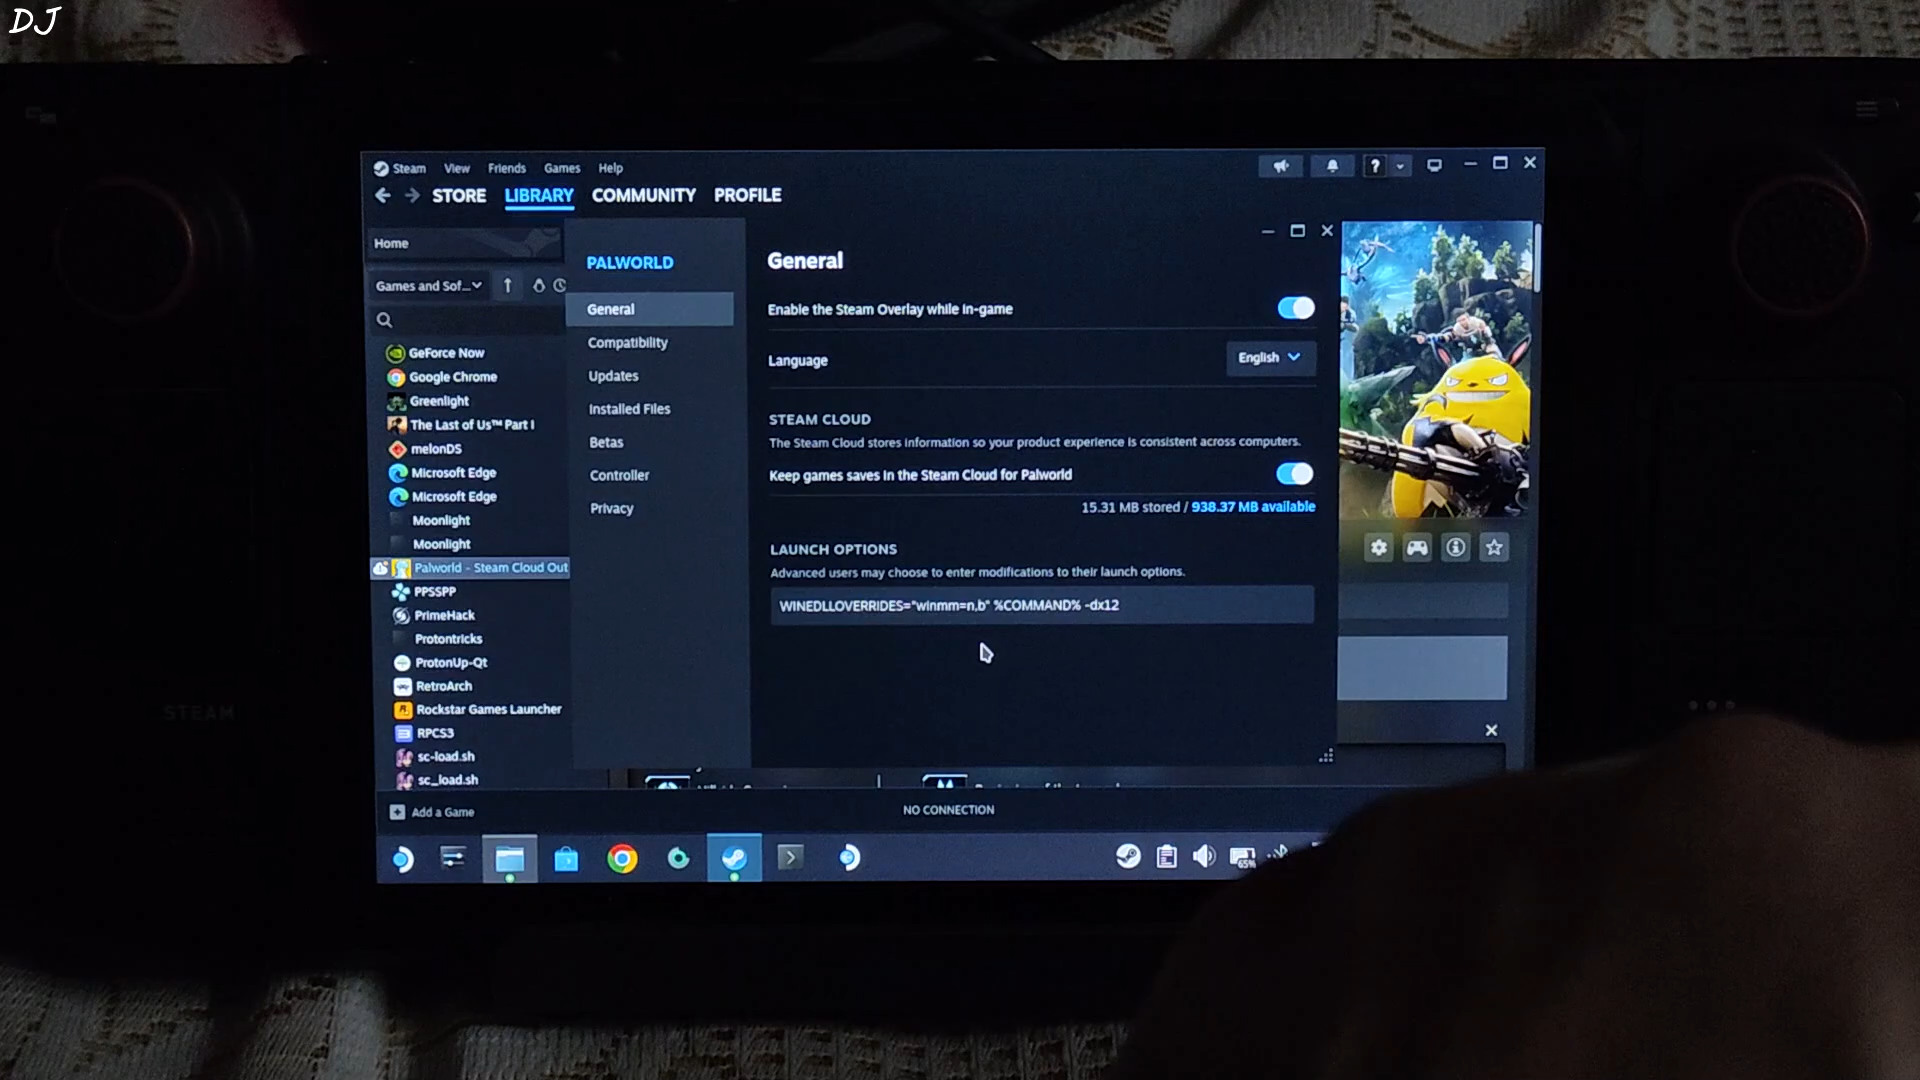 DJ
Steam View Friends Games Help
?
STORE LIBRARY COMMUNITY PROFILE
Home
Games and Sof...
GeForce Now
Google Chrome
Greenlight
The Last of Us™ Part I
melonDS
Microsoft Edge
Microsoft Edge
Moonlight
Moonlight
Palworld - Steam Cloud Out
PPSSPP
PrimeHack
Protontricks
ProtonUp-Qt
RetroArch
Rockstar Games Launcher
RPCS3
sc-load.sh
sc_load.sh
Add a Game
PALWORLD
General
Compatibility
Updates
Installed Files
Betas
Controller
Privacy
General
Enable the Steam Overlay while in-game
Language
English
STEAM CLOUD
The Steam Cloud stores information so your product experience is consistent across computers.
Keep games saves in the Steam Cloud for Palworld
15.31 MB stored / 938.37 MB available
LAUNCH OPTIONS
Advanced users may choose to enter modifications to their launch options.
WINEDLLOVERRIDES="winmm=n,b" %COMMAND% -dx12
NO CONNECTION
65%
STEAM